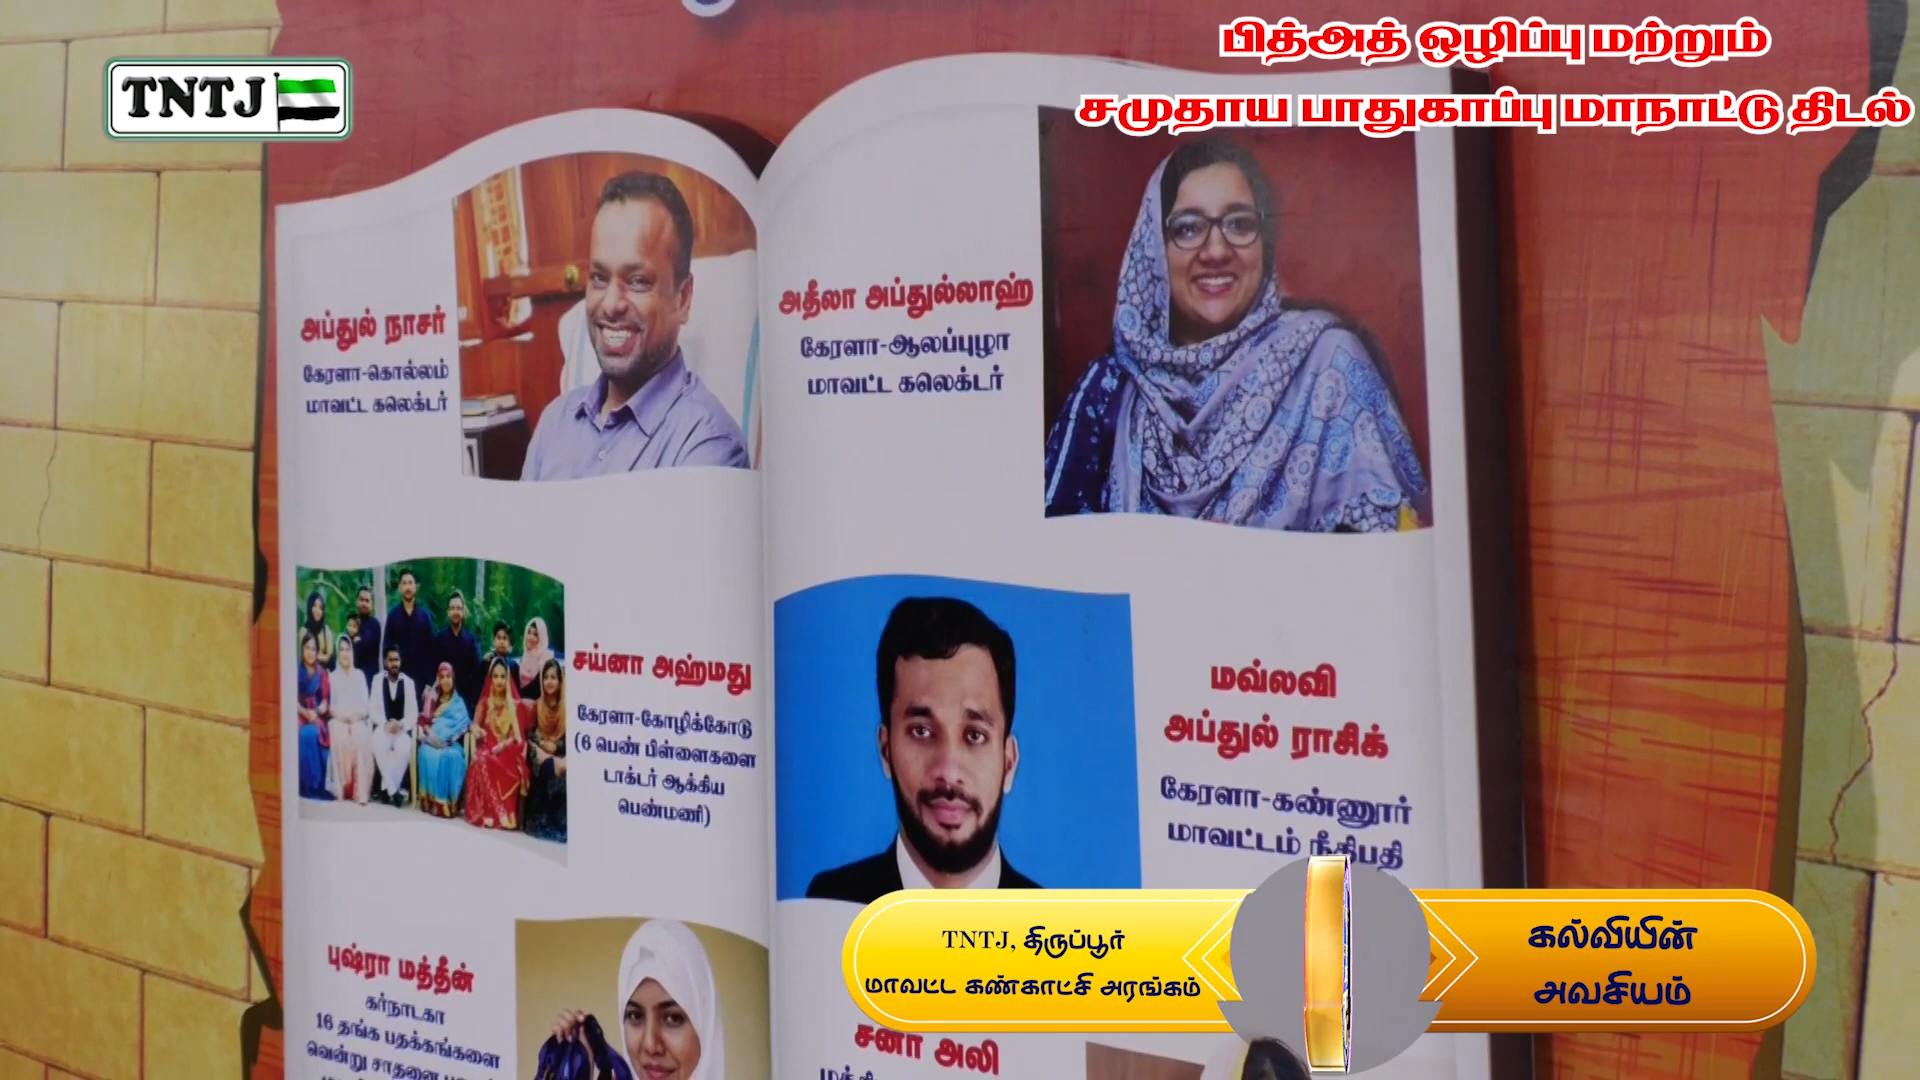 பித்அத் ஒழிப்பு மற்றும்
சமுதாய பாதுகாப்பு மாநாட்டு திடல்
TNTJ
அப்துல் நாசர்
கேரளா-கொல்லம்
மாவட்ட கலெக்டர்
அதீலா அப்துல்லாஹ்
கேரளா-ஆலப்புழா
மாவட்ட கலெக்டர்
சய்னா அஹ்மது
கேரளா-கோழிக்கோடு
(6 பெண் பிள்ளைகளை
டாக்டர் ஆக்கிய
பெண்மணி)
மவ்லவி
அப்துல் ராசிக்
கேரளா-கண்ணூர்
மாவட்டம் நீதிபதி
புஷ்ரா மத்தீன்
கர்நாடகா
16 தங்க பதக்கங்களை
வென்று சாதனை
சனா அலி
TNTJ, திருப்பூர்
மாவட்ட கண்காட்சி அரங்கம்
கல்வியின்
அவசியம்